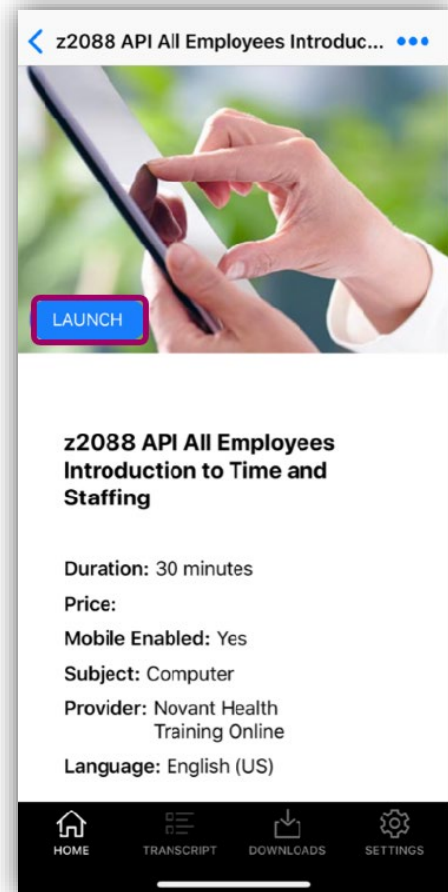 z2088 API All Employees Introduc...
LAUNCH
z2088 API All Employees
Introduction to Time and
Staffing
Duration: 30 minutes
Price:
Mobile Enabled: Yes
Subject: Computer
Provider: Novant Health
Training Online
Language: English (US)
HOME TRANSCRIPT DOWNLOADS SETTINGS